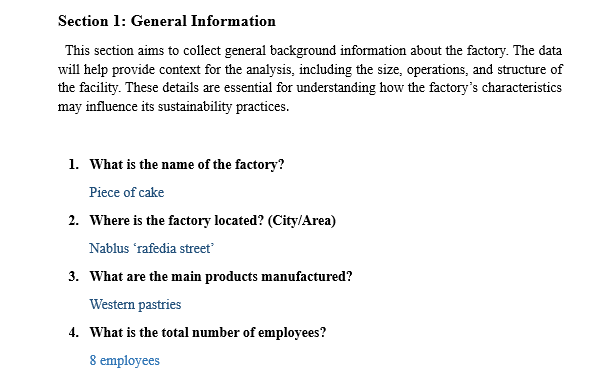 Section 1: General Information
This section aims to collect general background information about the factory. The data
will help provide context for the analysis, including the size, operations, and structure of
the facility. These details are essential for understanding how the factory’s characteristics
may influence its sustainability practices.
1. What is the name of the factory?
Piece of cake
2. Where is the factory located? (City/Area)
Nablus ‘rafedia street’
3. What are the main products manufactured?
Western pastries
4. What is the total number of employees?
8 employees